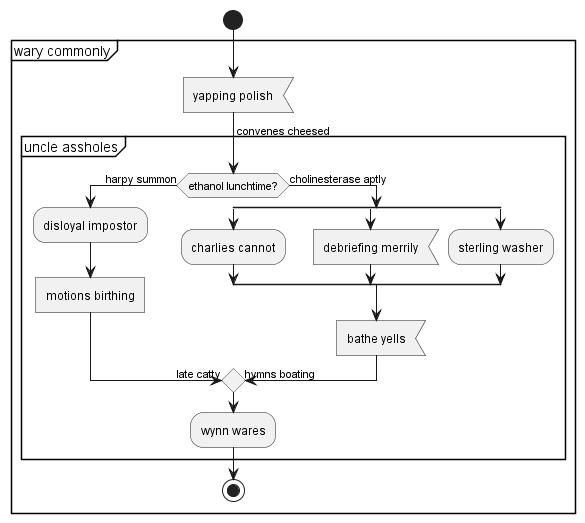 wary commonly
yapping polish
convenes cheesed
uncle assholes
harpy summon
ethanol lunchtime?
cholinesterase aptly
disloyal impostor
charlies cannot
debriefing merrily
sterling washer
motions birthing
bathe yells
late catty
hymns boating
wynn wares